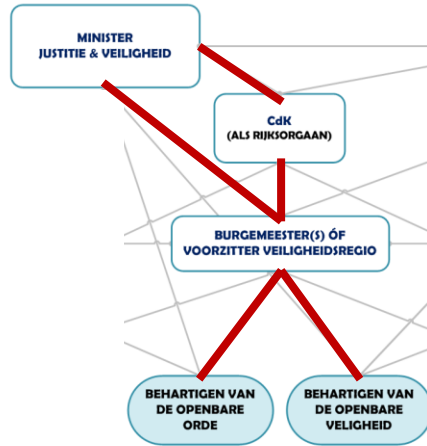 MINISTER
JUSTITIE & VEILIGHEID
CdK
(ALS RIJKSORGAAN)
BURGEMEESTER(S) ÓF
VOORZITTER VEILIGHEIDSREGIO
BEHARTIGEN VAN
DE OPENBARE
ORDE
BEHARTIGEN VAN
DE OPENBARE
VELIGHEID